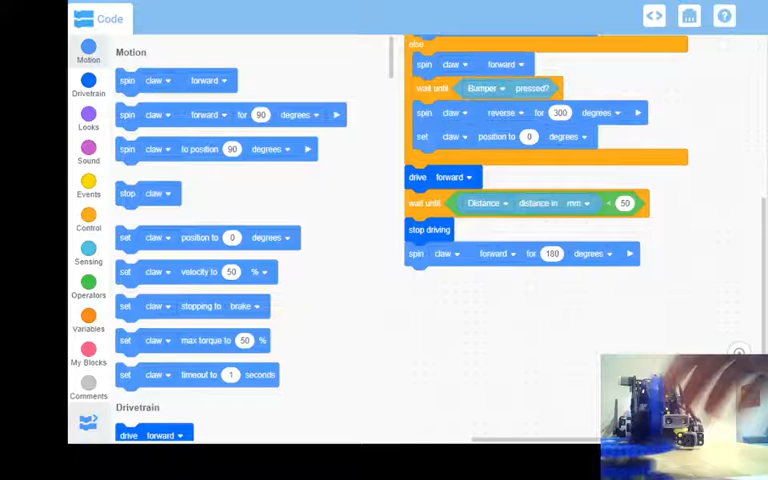 Code
Motion
Drivetrain
Looks
Sound
Events
Control
Sensing
Operators
Variables
My Blocks
Comments
Motion
spin claw forward
spin claw forward for 90 degrees
spin claw to position 90 degrees
stop claw
set claw position to 0 degrees
set claw velocity to 50 %
set claw stopping to brake
set claw max torque to 50 %
set claw timeout to 1 seconds
Drivetrain
drive forward
else
spin claw forward
wait until Bumper pressed?
spin claw reverse for 300 degrees
set claw position to 0 degrees
drive forward
wait until Distance distance in mm < 50
stop driving
spin claw forward for 180 degrees